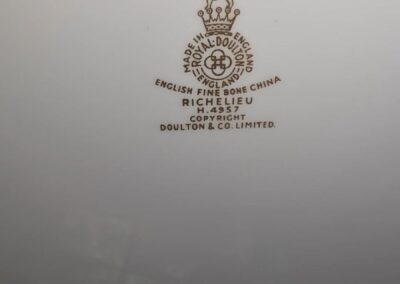 MADE IN ENGLAND
ROYAL·DOULTON
ENGLAND
ENGLISH FINE BONE CHINA
RICHELIEU
H.4957
COPYRIGHT
DOULTON & CO. LIMITED.